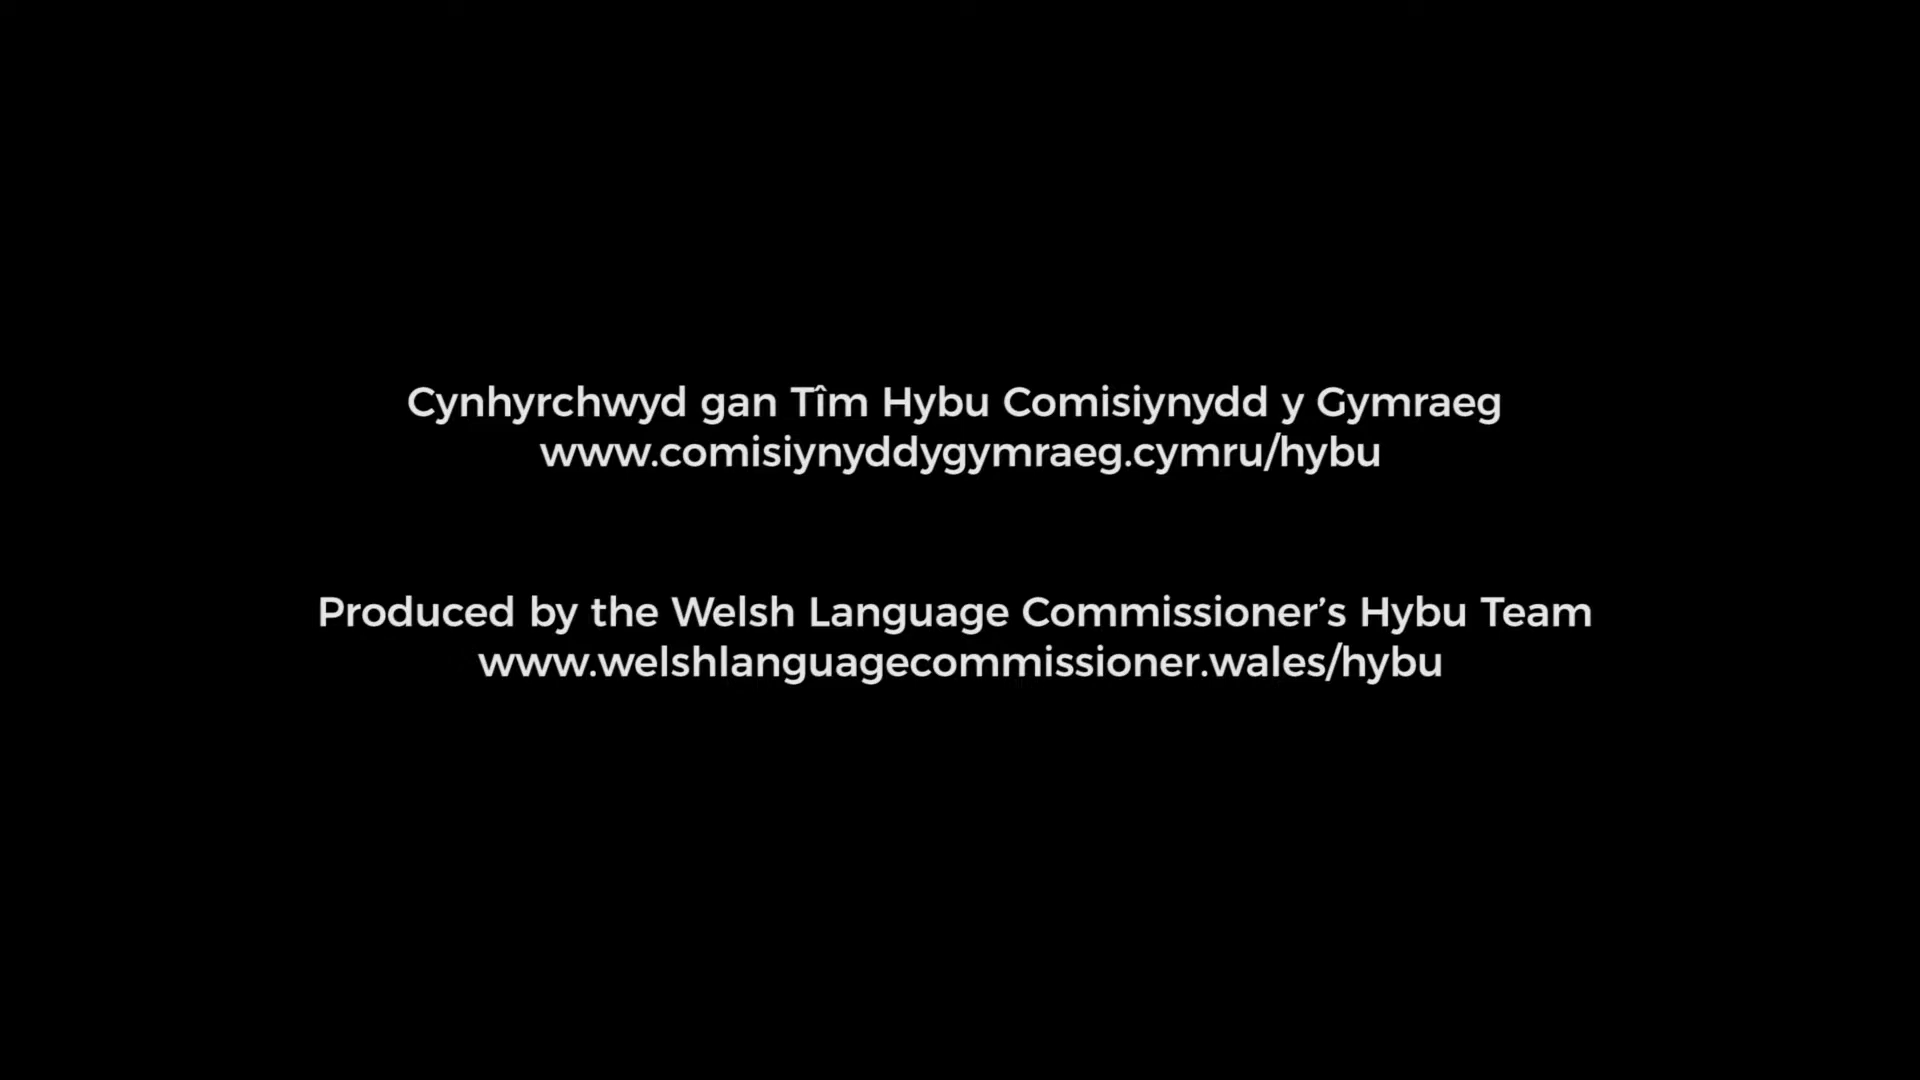 Cynhyrchwyd gan Tîm Hybu Comisiynydd y Gymraeg
www.comisiynyddygymraeg.cymru/hybu
Produced by the Welsh Language Commissioner’s Hybu Team
www.welshlanguagecommissioner.wales/hybu